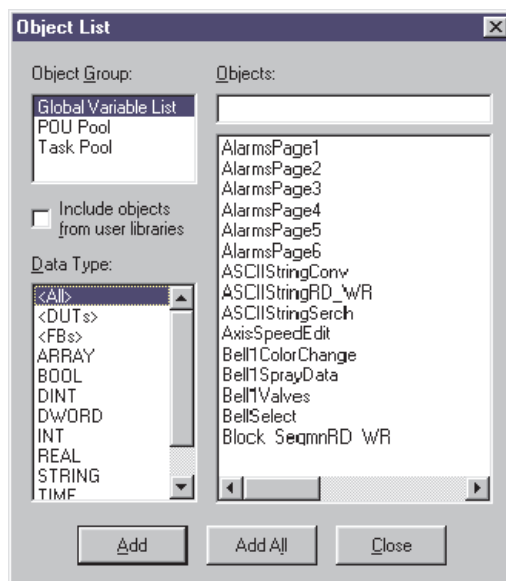 Object List
Object Group:
Global Variable List
POU Pool
Task Pool
Include objects
from user libraries
Data Type:
<All>
<DUTs>
<FBs>
ARRAY
BOOL
DINT
DWORD
INT
REAL
STRING
TIME
Objects:
AlarmsPage1
AlarmsPage2
AlarmsPage3
AlarmsPage4
AlarmsPage5
AlarmsPage6
ASCIIStringConv
ASCIIStringRD_WR
ASCIIStringSerch
AxisSpeedEdit
Bell1ColorChange
Bell1SprayData
Bell1Valves
BellSelect
Block_SeqmnRD_WR
Add
Add All
Close